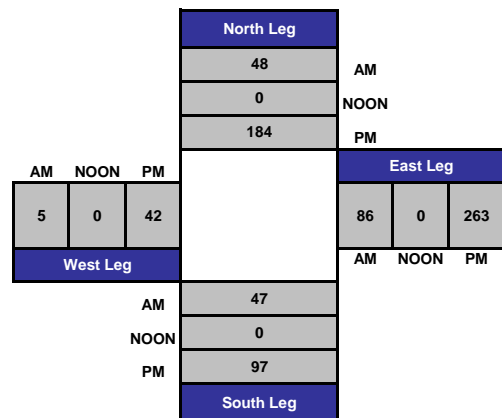 North Leg
48 AM
0 NOON
184 PM
AM NOON PM East Leg
5 0 42 86 0 263
West Leg AM NOON PM
AM 47
NOON 0
PM 97
South Leg